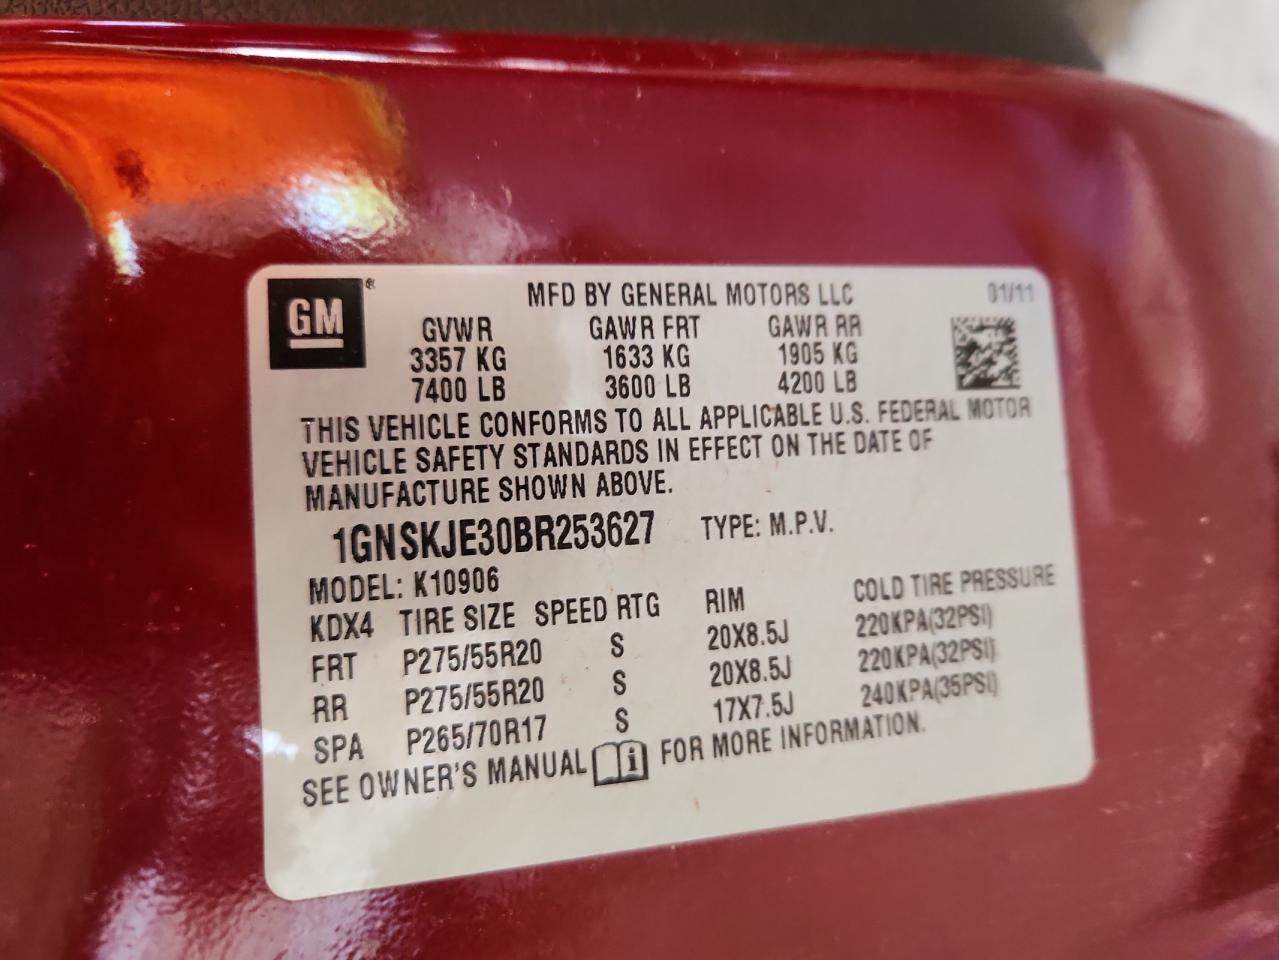 GM®
MFD BY GENERAL MOTORS LLC 01/11
GVWR GAWR FRT GAWR RR
3357 KG 1633 KG 1905 KG
7400 LB 3600 LB 4200 LB
THIS VEHICLE CONFORMS TO ALL APPLICABLE U.S. FEDERAL MOTOR
VEHICLE SAFETY STANDARDS IN EFFECT ON THE DATE OF
MANUFACTURE SHOWN ABOVE.
1GNSKJE30BR253627 TYPE: M.P.V.
MODEL: K10906
KDX4 TIRE SIZE SPEED RTG RIM COLD TIRE PRESSURE
FRT P275/55R20 S 20X8.5J 220KPA(32PSI)
RR P275/55R20 S 20X8.5J 220KPA(32PSI)
SPA P265/70R17 S 17X7.5J 240KPA(35PSI)
SEE OWNER'S MANUAL i FOR MORE INFORMATION.